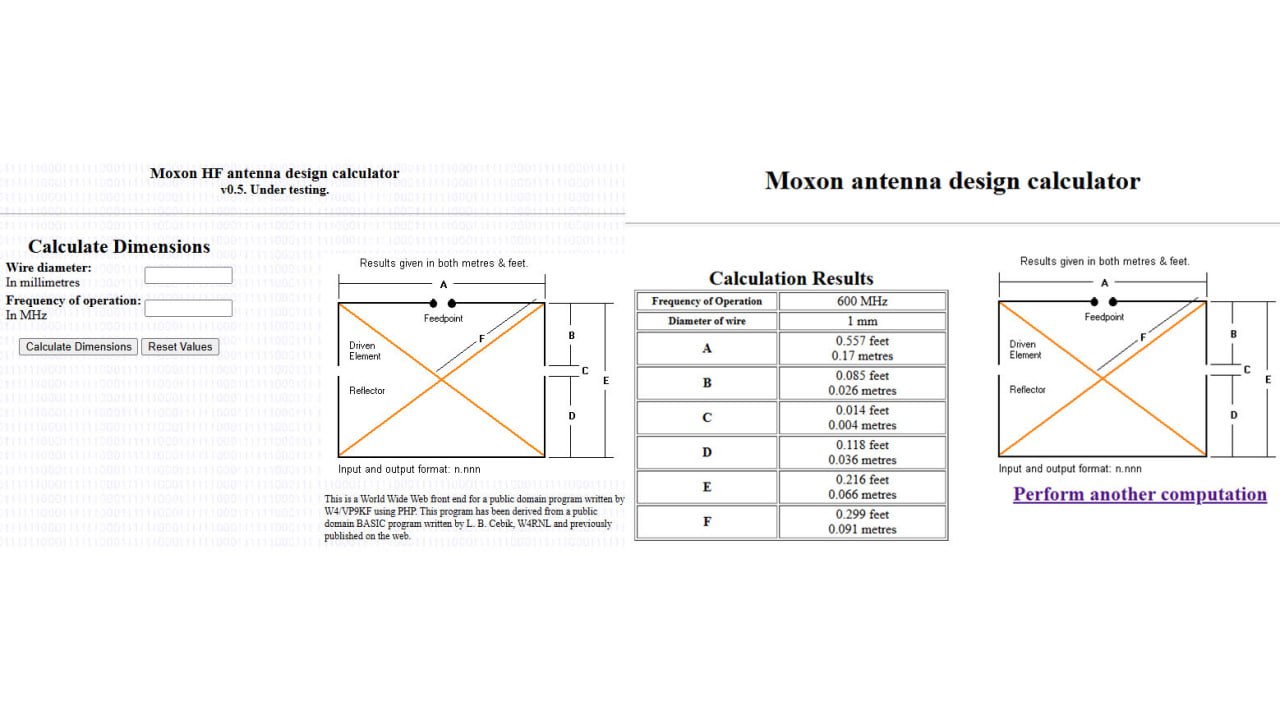 Moxon HF antenna design calculator
v0.5. Under testing.
Calculate Dimensions
Wire diameter:
In millimetres
Frequency of operation:
In MHz
Calculate Dimensions
Reset Values
Results given in both metres & feet.
A
Feedpoint
B
F
Driven
Element
C
E
Reflector
D
Input and output format: n.nnn
This is a World Wide Web front end for a public domain program written by
W4/VP9KF using PHP. This program has been derived from a public
domain BASIC program written by L. B. Cebik, W4RNL and previously
published on the web.
Moxon antenna design calculator
Calculation Results
Frequency of Operation 600 MHz
Diameter of wire 1 mm
A 0.557 feet
0.17 metres
B 0.085 feet
0.026 metres
C 0.014 feet
0.004 metres
D 0.118 feet
0.036 metres
E 0.216 feet
0.066 metres
F 0.299 feet
0.091 metres
Results given in both metres & feet.
A
Feedpoint
B
F
Driven
Element
C
E
Reflector
D
Input and output format: n.nnn
Perform another computation